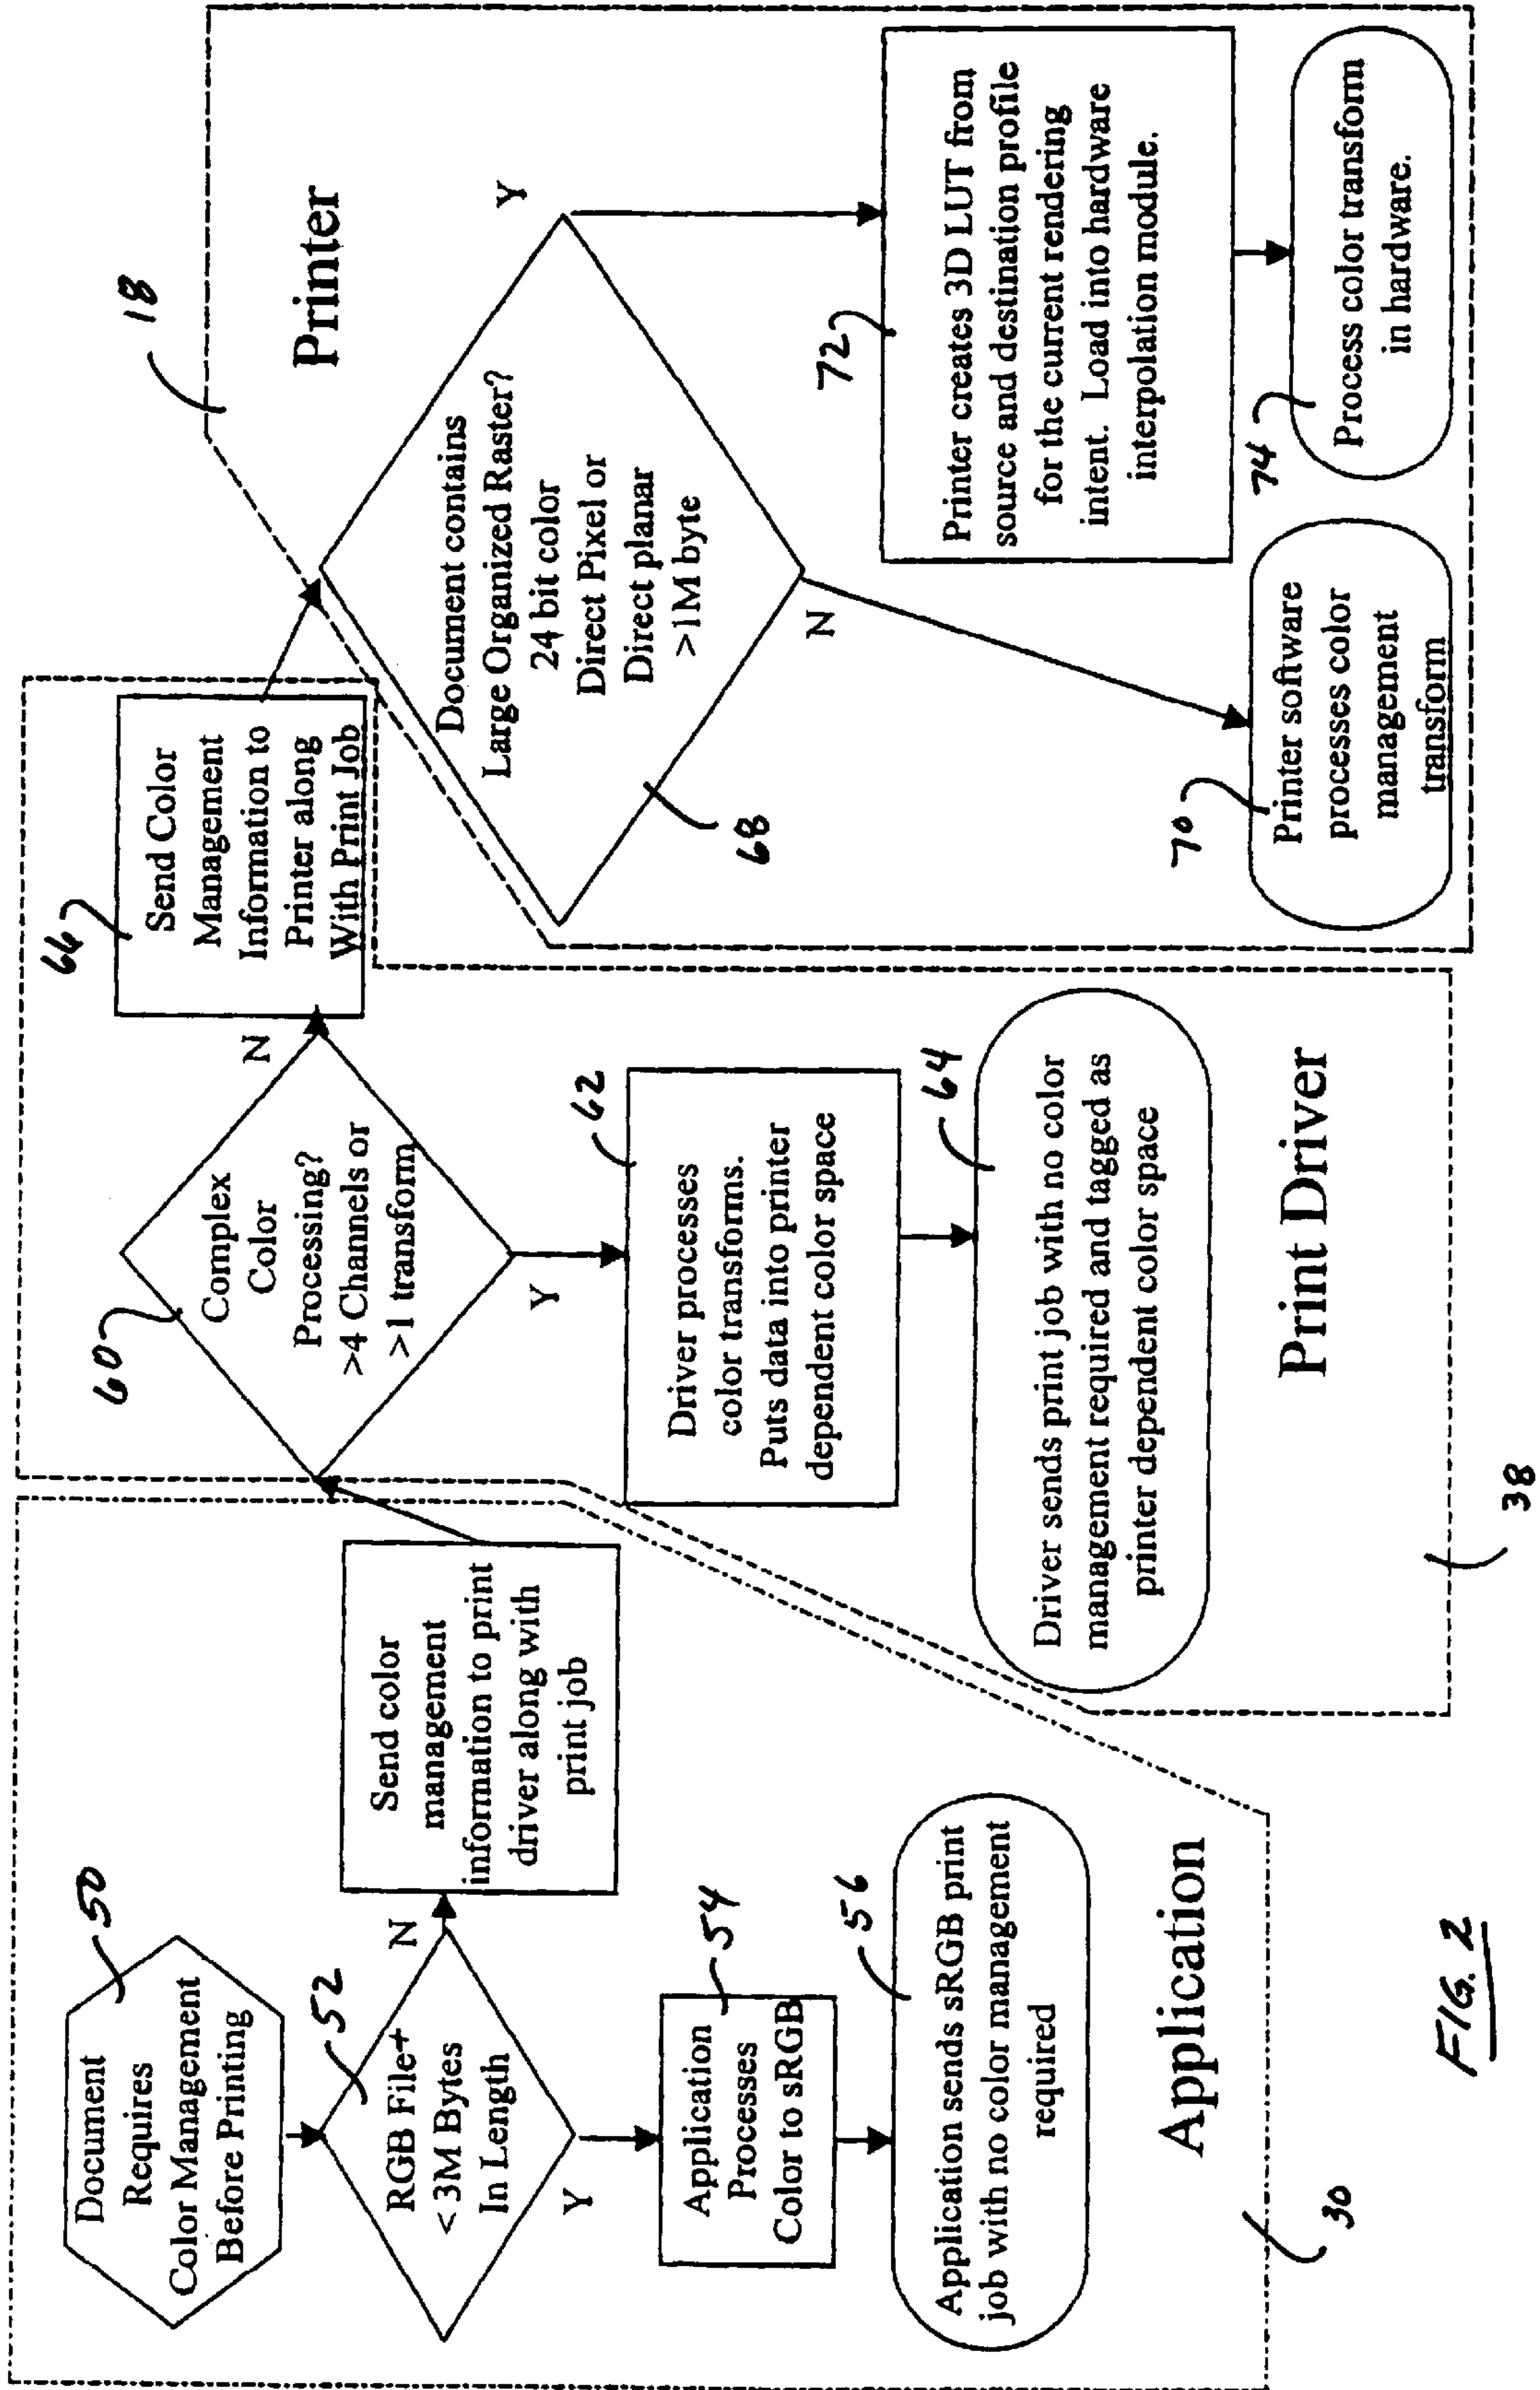 50
Document
Requires
Color Management
Before Printing
52
RGB File+
< 3M Bytes
In Length
N
Y
Send color
management
information to print
driver along with
print job
54
Application
Processes
Color to sRGB
56
Application sends sRGB print
job with no color management
required
Application
30
60
Complex
Color
Processing?
>4 Channels or
>1 transform
N
Y
66
Send Color
Management
Information to
Printer along
With Print Job
62
Driver processes
color transforms.
Puts data into printer
dependent color space
64
Driver sends print job with no color
management required and tagged as
printer dependent color space
Print Driver
38
18
Printer
Document contains
Large Organized Raster?
24 bit color
Direct Pixel or
Direct planar
>1M byte
68
Y
N
72
Printer creates 3D LUT from
source and destination profile
for the current rendering
intent. Load into hardware
interpolation module.
70
Printer software
processes color
management
transform
74
Process color transform
in hardware.
FIG. 2